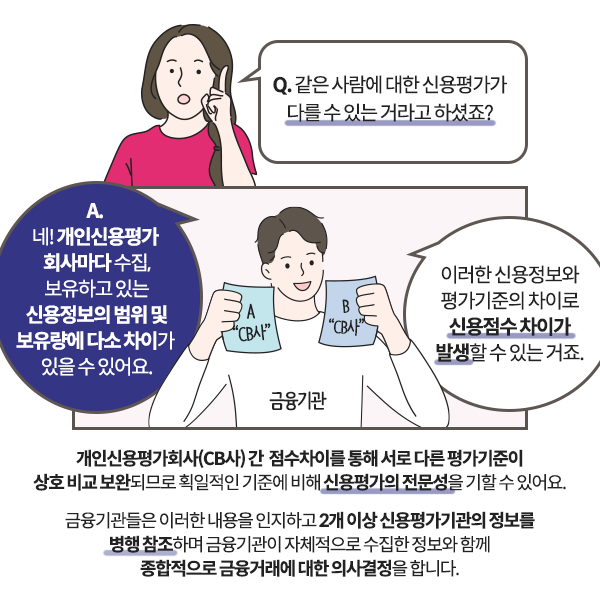 Q. 같은 사람에 대한 신용평가가
다를 수 있는 거라고 하셨죠?
A.
네! 개인신용평가
회사마다 수집,
보유하고 있는
신용정보의 범위 및
보유량에 다소 차이가
있을 수 있어요.
A
“CB사”
B
“CB사”
금융기관
이러한 신용정보와
평가기준의 차이로
신용점수 차이가
발생할 수 있는 거죠.
개인신용평가회사(CB사) 간 점수차이를 통해 서로 다른 평가기준이
상호 비교 보완되므로 획일적인 기준에 비해 신용평가의 전문성을 기할 수 있어요.
금융기관들은 이러한 내용을 인지하고 2개 이상 신용평가기관의 정보를
병행 참조하며 금융기관이 자체적으로 수집한 정보와 함께
종합적으로 금융거래에 대한 의사결정을 합니다.